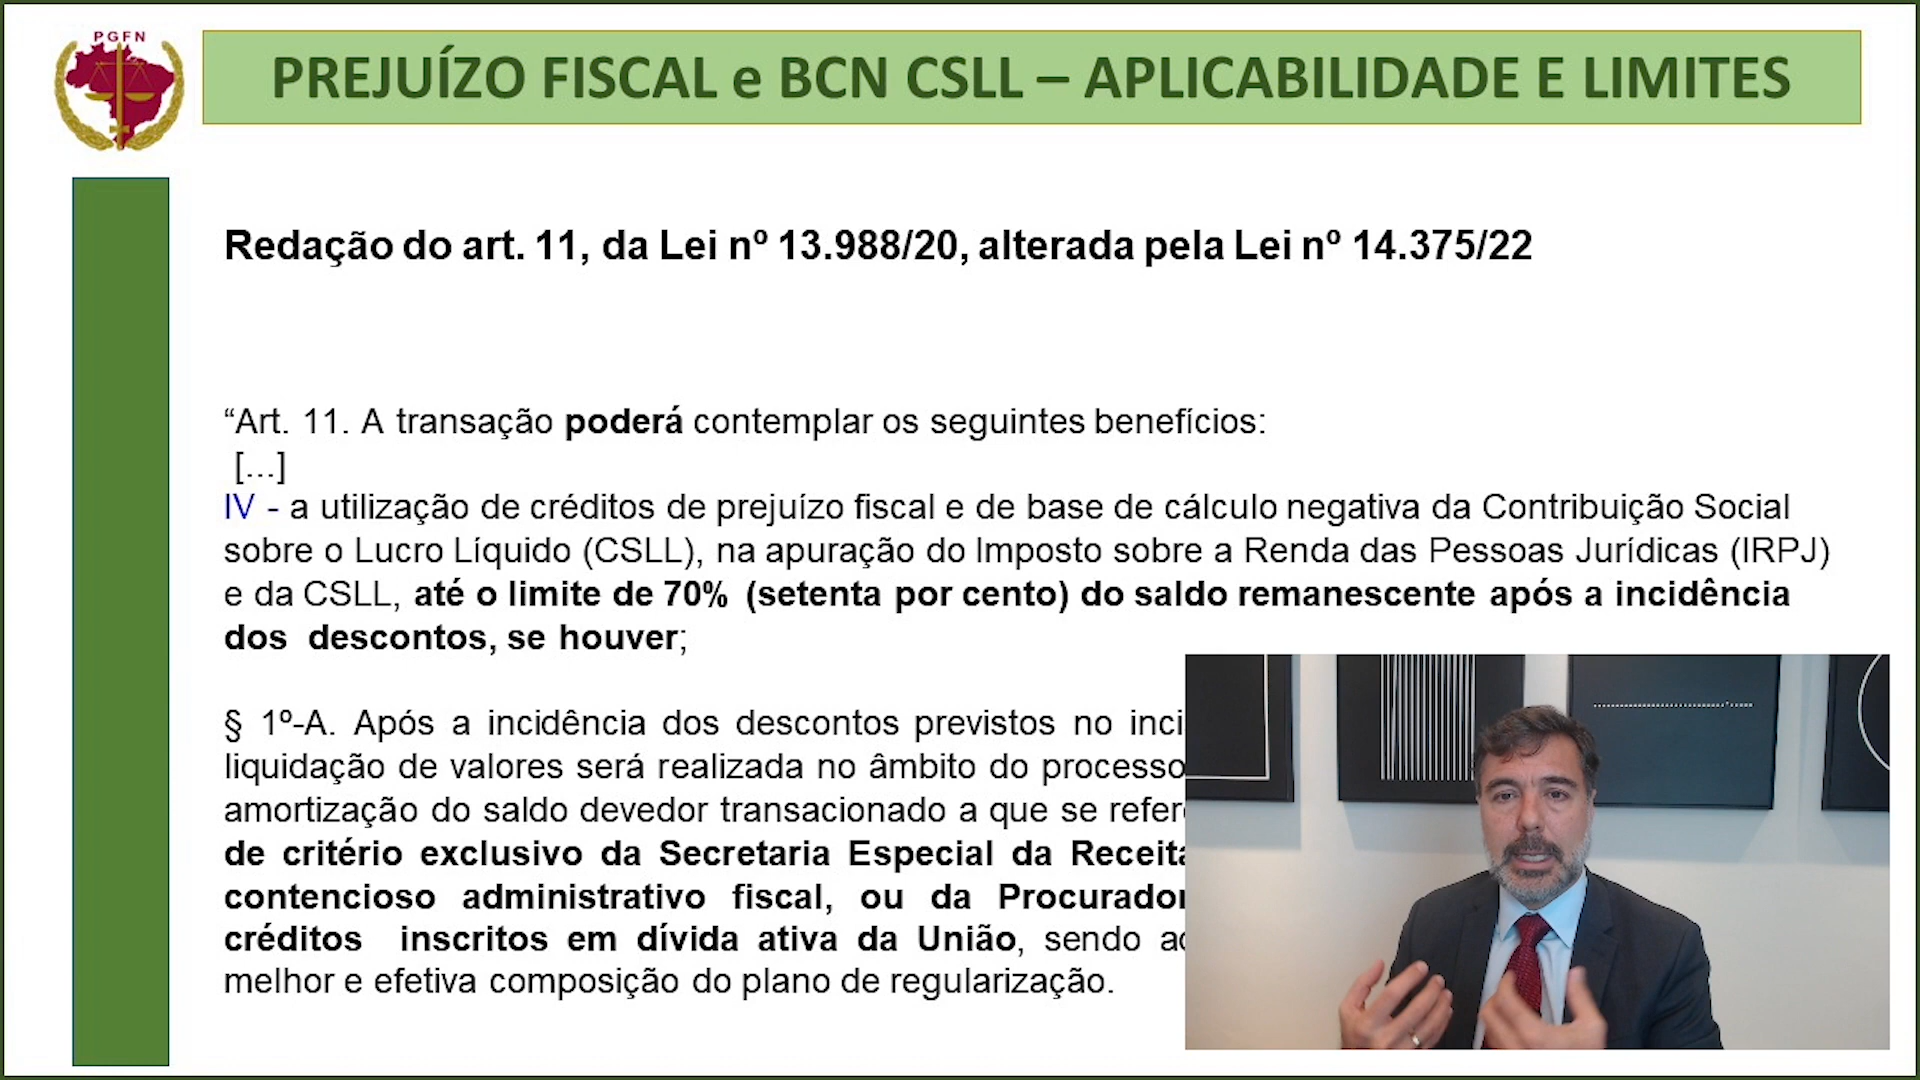 PGFN
PREJUÍZO FISCAL e BCN CSLL – APLICABILIDADE E LIMITES
Redação do art. 11, da Lei nº 13.988/20, alterada pela Lei nº 14.375/22
“Art. 11. A transação poderá contemplar os seguintes benefícios:
[...]
IV - a utilização de créditos de prejuízo fiscal e de base de cálculo negativa da Contribuição Social
sobre o Lucro Líquido (CSLL), na apuração do Imposto sobre a Renda das Pessoas Jurídicas (IRPJ)
e da CSLL, até o limite de 70% (setenta por cento) do saldo remanescente após a incidência
dos descontos, se houver;
§ 1º-A. Após a incidência dos descontos previstos no
liquidação de valores será realizada no âmbito do processo
amortização do saldo devedor transacionado a que se
de critério exclusivo da Secretaria Especial da
contencioso administrativo fiscal, ou da
créditos inscritos em dívida ativa da União, sendo
melhor e efetiva composição do plano de regularização.